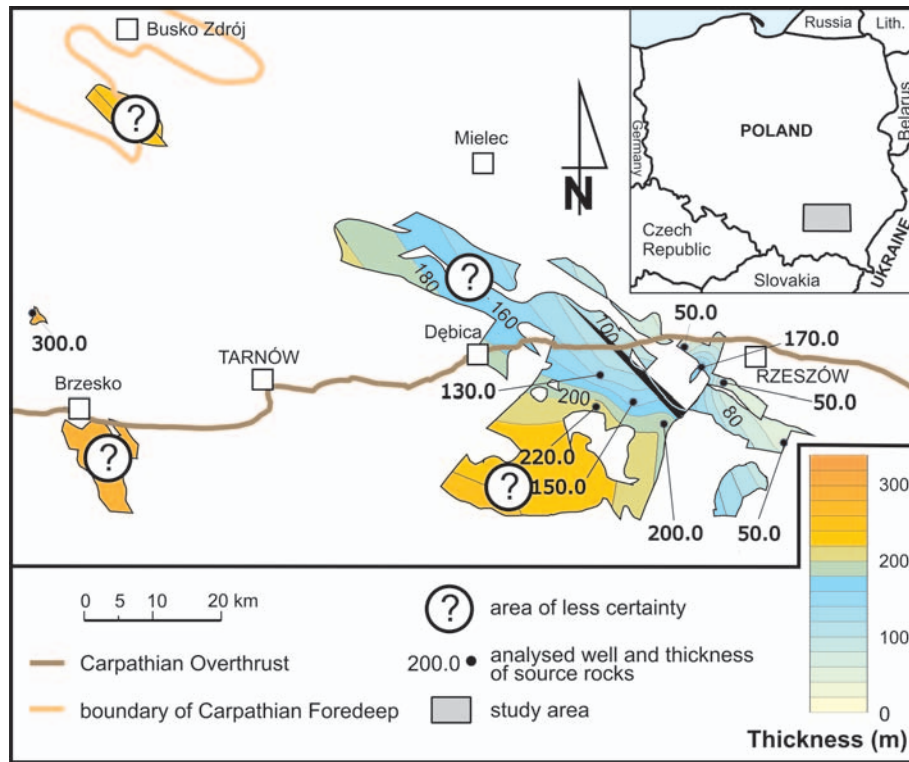 Busko Zdrój
?
Mielec
N
Russia
Lith.
Belarus
Germany
POLAND
Czech
Republic
Slovakia
UKRAINE
?
180
160
100
50.0
170.0
300.0
Dębica
TARNÓW
Brzesko
RZESZÓW
130.0
200
50.0
80
?
220.0
150.0
?
200.0
50.0
300
200
100
0
Thickness (m)
0 5 10 20 km
? area of less certainty
Carpathian Overthrust
200.0 analysed well and thickness
of source rocks
boundary of Carpathian Foredeep
study area